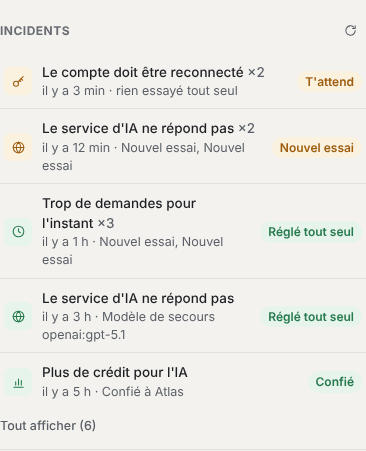 INCIDENTS
Le compte doit être reconnecté ×2
il y a 3 min · rien essayé tout seul
T'attend
Le service d'IA ne répond pas ×2
il y a 12 min · Nouvel essai, Nouvel
essai
Nouvel essai
Trop de demandes pour
l'instant ×3
il y a 1 h · Nouvel essai, Nouvel
essai
Réglé tout seul
Le service d'IA ne répond pas
il y a 3 h · Modèle de secours
openai:gpt-5.1
Réglé tout seul
Plus de crédit pour l'IA
il y a 5 h · Confié à Atlas
Confié
Tout afficher (6)